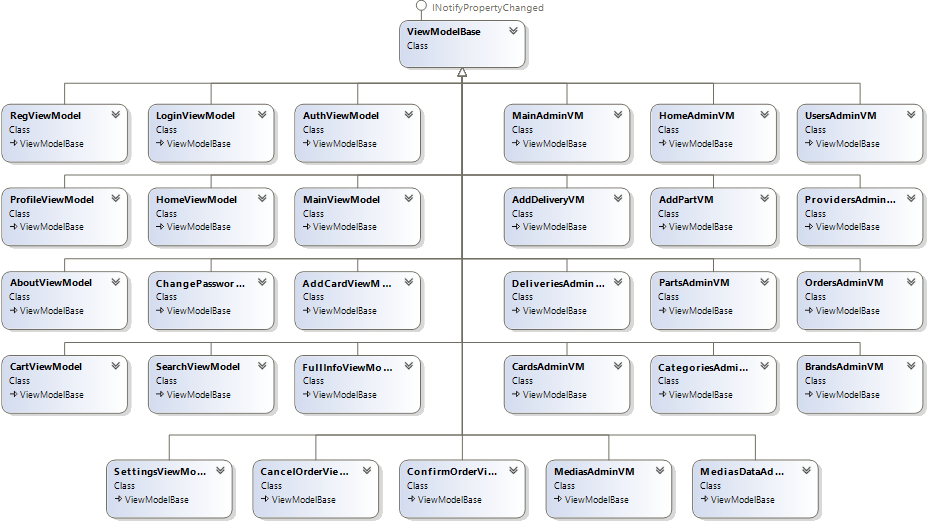 INotifyPropertyChanged
ViewModelBase
Class
RegViewModel
Class
ViewModelBase
LoginViewModel
Class
ViewModelBase
AuthViewModel
Class
ViewModelBase
MainAdminVM
Class
ViewModelBase
HomeAdminVM
Class
ViewModelBase
UsersAdminVM
Class
ViewModelBase
ProfileViewModel
Class
ViewModelBase
HomeViewModel
Class
ViewModelBase
MainViewModel
Class
ViewModelBase
AddDeliveryVM
Class
ViewModelBase
AddPartVM
Class
ViewModelBase
ProvidersAdmin...
Class
ViewModelBase
AboutViewModel
Class
ViewModelBase
ChangePasswor...
Class
ViewModelBase
AddCardViewM...
Class
ViewModelBase
DeliveriesAdmin...
Class
ViewModelBase
PartsAdminVM
Class
ViewModelBase
OrdersAdminVM
Class
ViewModelBase
CartViewModel
Class
ViewModelBase
SearchViewModel
Class
ViewModelBase
FullInfoViewMo...
Class
ViewModelBase
CardsAdminVM
Class
ViewModelBase
CategoriesAdmi...
Class
ViewModelBase
BrandsAdminVM
Class
ViewModelBase
SettingsViewMo...
Class
ViewModelBase
CancelOrderVie...
Class
ViewModelBase
ConfirmOrderVi...
Class
ViewModelBase
MediasAdminVM
Class
ViewModelBase
MediasDataAd...
Class
ViewModelBase